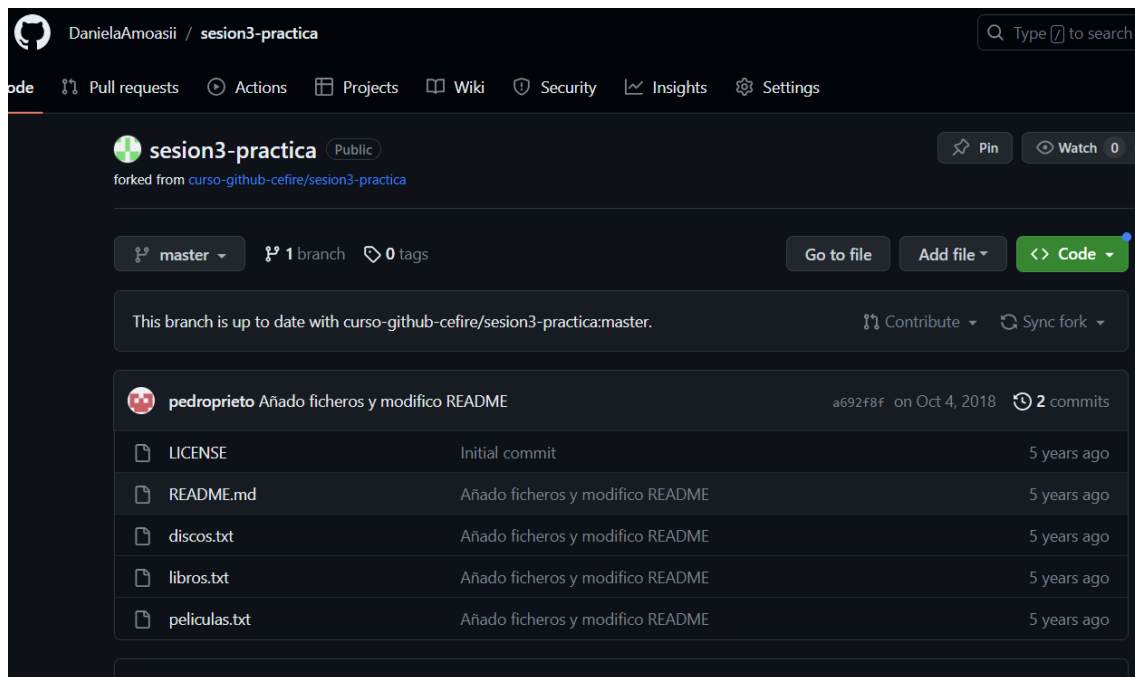 DanielaAmoasii / sesion3-practica
Type / to search
ode Pull requests Actions Projects Wiki Security Insights Settings
sesion3-practica Public
Pin Watch 0
forked from curso-github-cefire/sesion3-practica
master 1 branch 0 tags Go to file Add file <> Code
This branch is up to date with curso-github-cefire/sesion3-practica:master. Contribute Sync fork
pedroprieto Añado ficheros y modifico README a692f8f on Oct 4, 2018 2 commits
LICENSE Initial commit 5 years ago
README.md Añado ficheros y modifico README 5 years ago
discos.txt Añado ficheros y modifico README 5 years ago
libros.txt Añado ficheros y modifico README 5 years ago
peliculas.txt Añado ficheros y modifico README 5 years ago